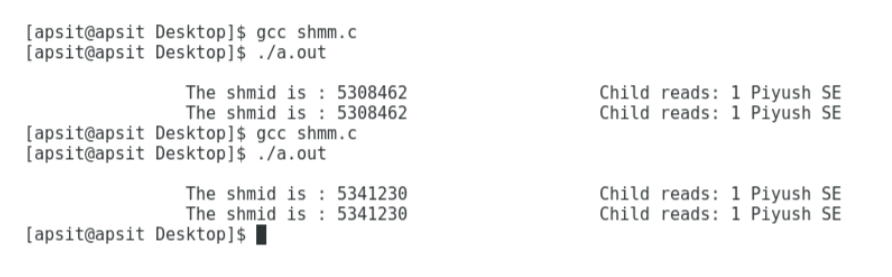 [apsit@apsit Desktop]$ gcc shmm.c
[apsit@apsit Desktop]$ ./a.out
The shmid is : 5308462 Child reads: 1 Piyush SE
The shmid is : 5308462 Child reads: 1 Piyush SE
[apsit@apsit Desktop]$ gcc shmm.c
[apsit@apsit Desktop]$ ./a.out
The shmid is : 5341230 Child reads: 1 Piyush SE
The shmid is : 5341230 Child reads: 1 Piyush SE
[apsit@apsit Desktop]$